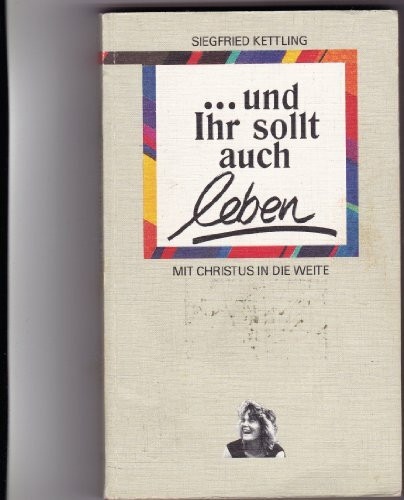 SIEGFRIED KETTLING
...und
Ihr sollt
auch
leben
MIT CHRISTUS IN DIE WEITE